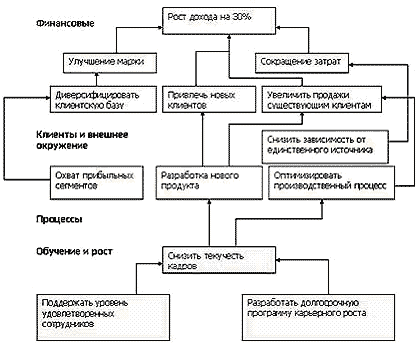 Финансовые
Рост дохода на 30%
Улучшение маржи
Сокращение затрат
Диверсифицировать
клиентскую базу
Привлечь новых
клиентов
Увеличить продажи
существующим клиентам
Клиенты и внешнее
окружение
Снизить зависимость от
единственного источника
Охват прибыльных
сегментов
Разработка нового
продукта
Оптимизировать
производственный процесс
Процессы
Обучение и рост
Снизить текучесть
кадров
Поддержать уровень
удовлетворенных
сотрудников
Разработать долгосрочную
программу карьерного роста